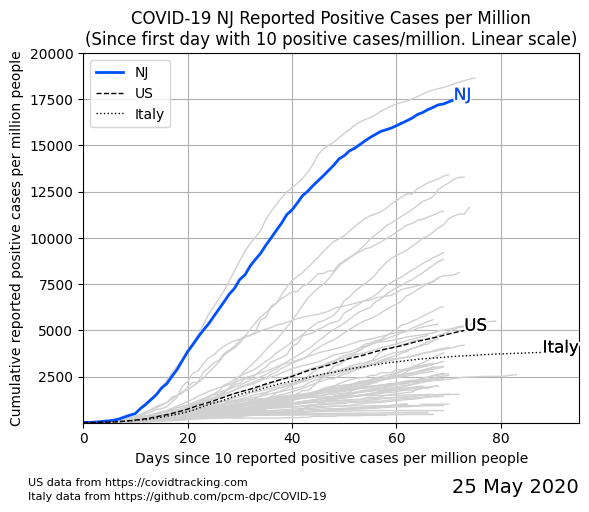 COVID-19 NJ Reported Positive Cases per Million
(Since first day with 10 positive cases/million. Linear scale)
Cumulative reported positive cases per million people
20000
17500
15000
12500
10000
7500
5000
2500
NJ
US
Italy
NJ
US
Italy
0
20
40
60
80
Days since 10 reported positive cases per million people
US data from https://covidtracking.com
Italy data from https://github.com/pcm-dpc/COVID-19
25 May 2020